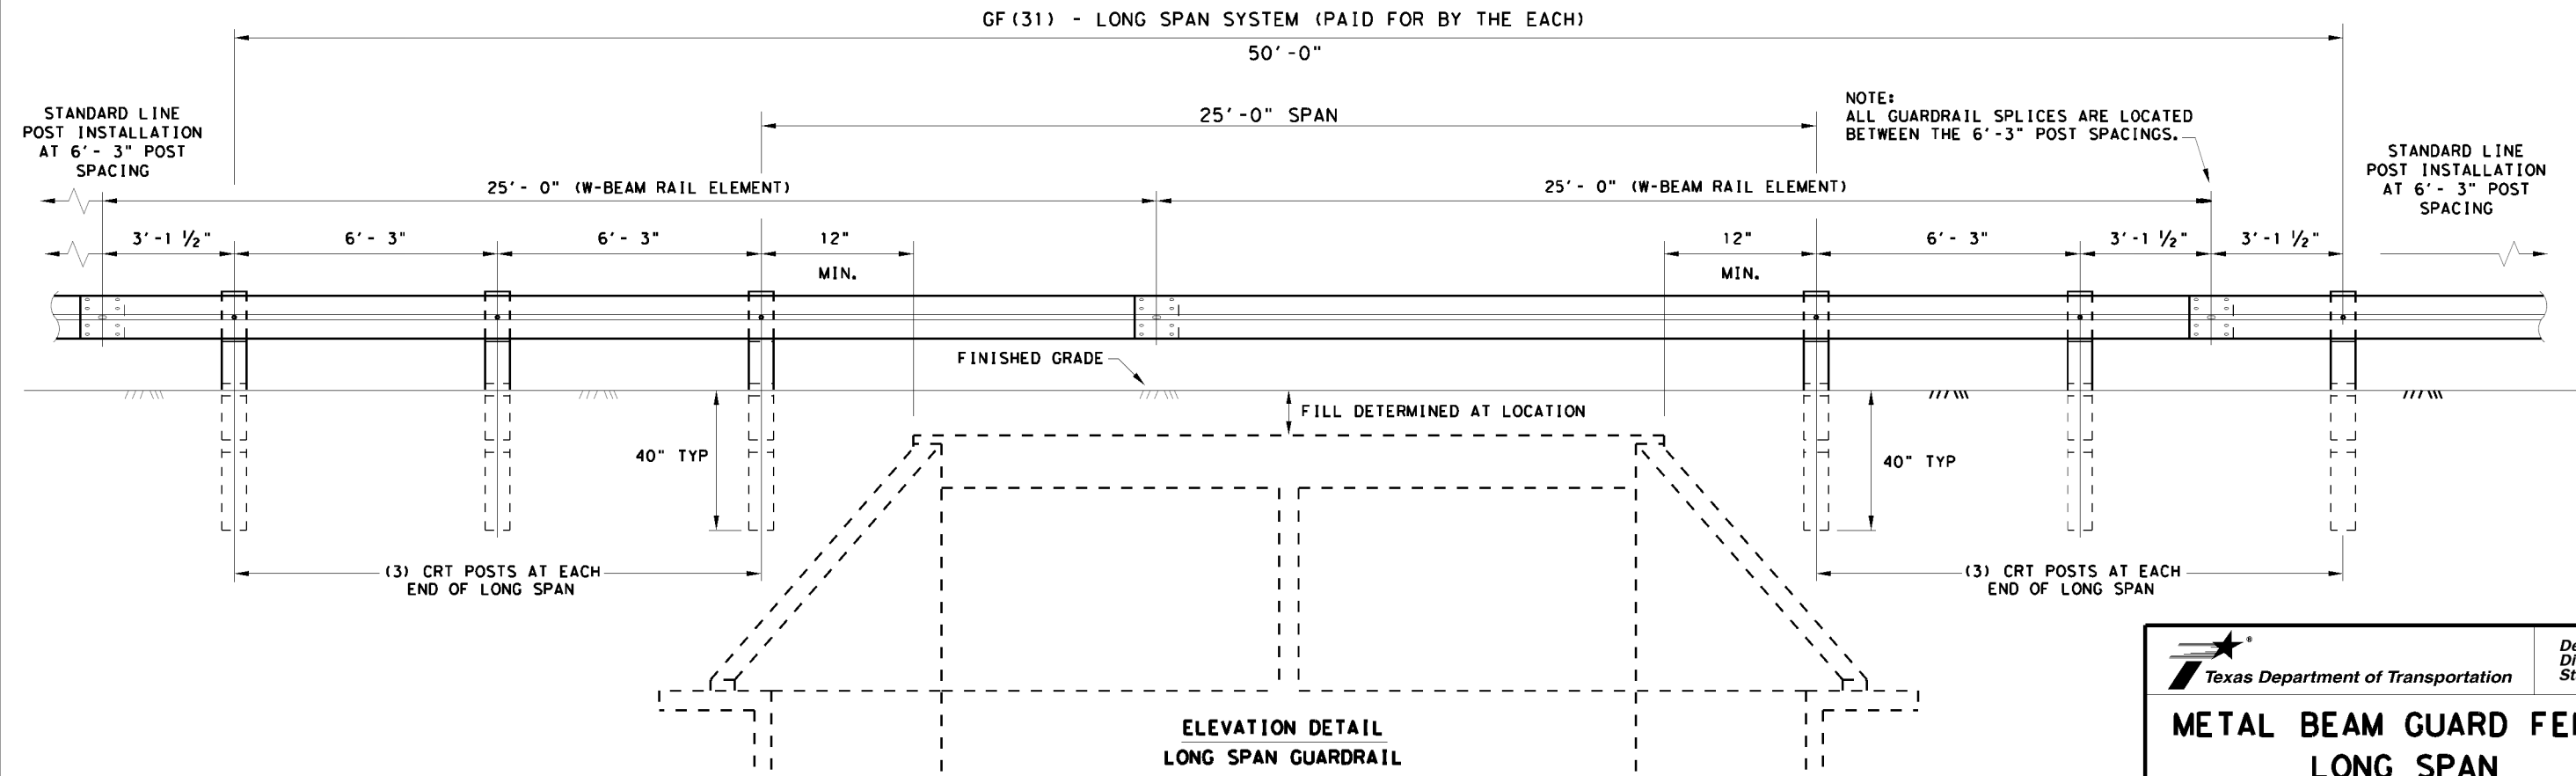 GF(31) - LONG SPAN SYSTEM (PAID FOR BY THE EACH)
50'-0"
STANDARD LINE
POST INSTALLATION
AT 6'- 3" POST
SPACING
25'-0" SPAN
NOTE:
ALL GUARDRAIL SPLICES ARE LOCATED
BETWEEN THE 6'-3" POST SPACINGS.
STANDARD LINE
POST INSTALLATION
AT 6'- 3" POST
SPACING
25'- 0" (W-BEAM RAIL ELEMENT)
25'- 0" (W-BEAM RAIL ELEMENT)
3'-1 ½"
6'- 3"
6'- 3"
12"
MIN.
12"
MIN.
6'- 3"
3'-1 ½"
3'-1 ½"
FINISHED GRADE
FILL DETERMINED AT LOCATION
40" TYP
40" TYP
(3) CRT POSTS AT EACH
END OF LONG SPAN
(3) CRT POSTS AT EACH
END OF LONG SPAN
ELEVATION DETAIL
LONG SPAN GUARDRAIL
®
Texas Department of Transportation
De
Di
St
METAL BEAM GUARD FE
LONG SPAN